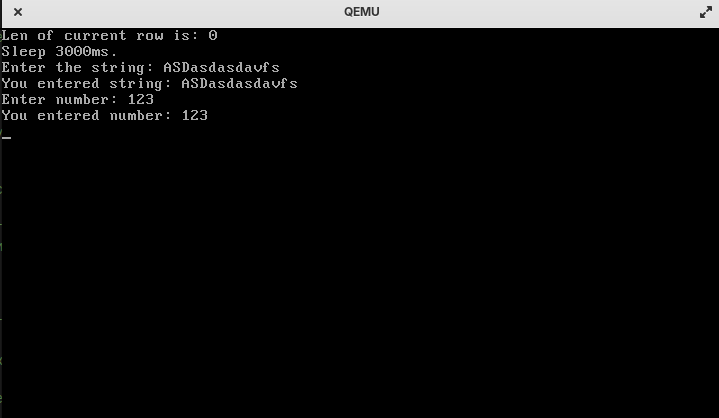 QEMU
Len of current row is: 0
Sleep 3000ms.
Enter the string: ASDasdasdavfs
You entered string: ASDasdasdavfs
Enter number: 123
You entered number: 123
_